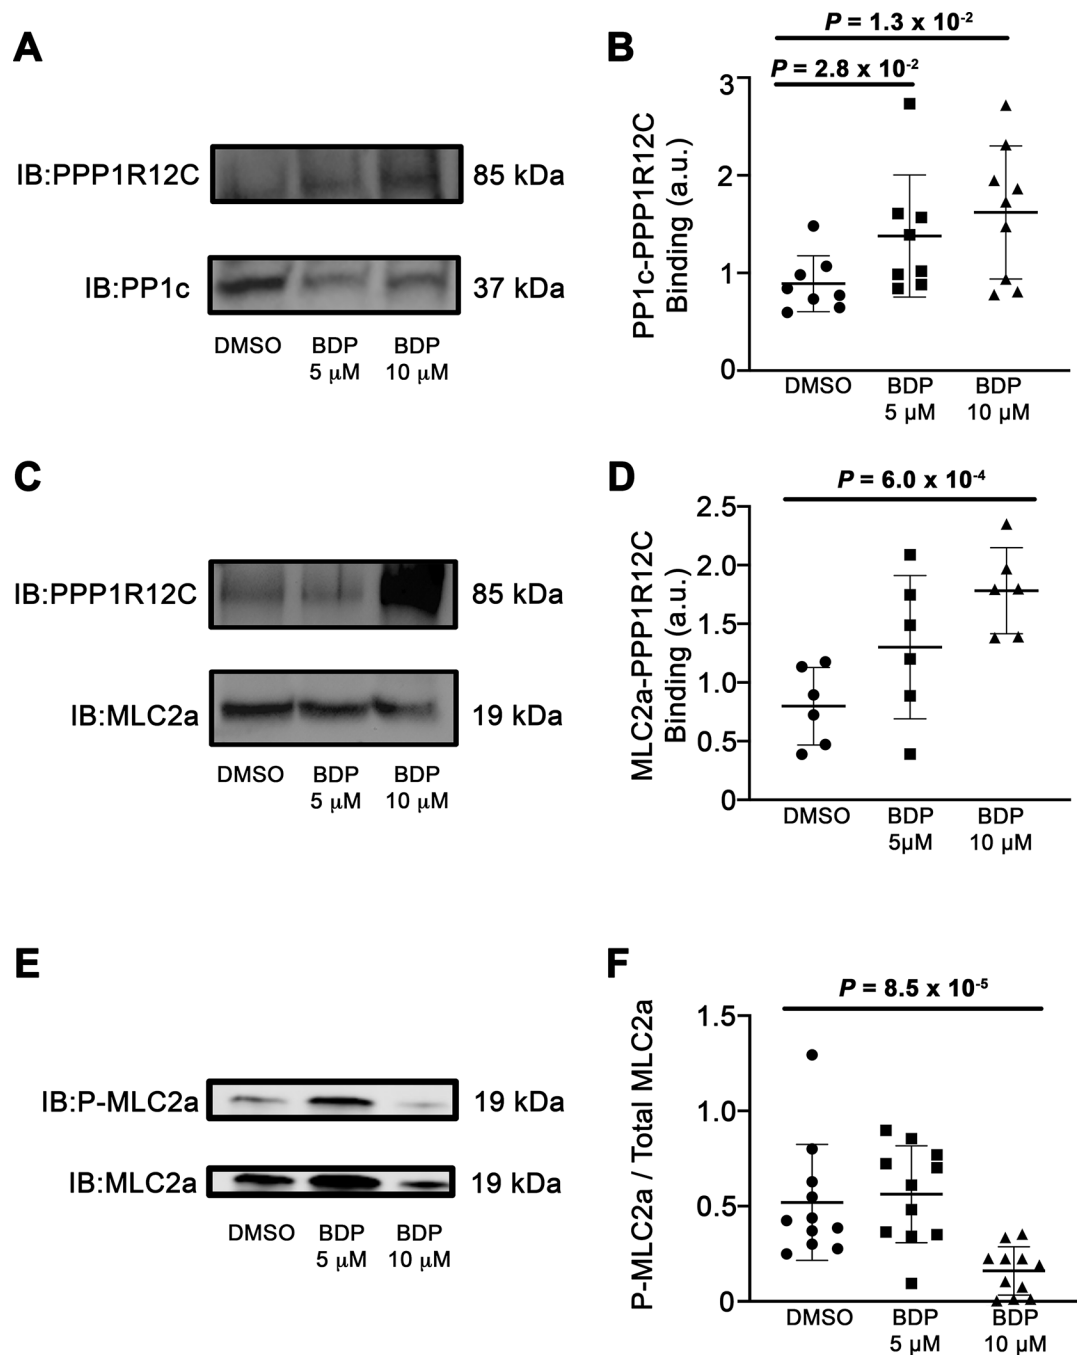 A
IB:PPP1R12C
85 kDa
IB:PP1c
37 kDa
DMSO
BDP
5 μM
BDP
10 μM
B
P = 1.3 x 10-2
P = 2.8 x 10-2
PP1c-PPP1R12C
Binding (a.u.)
3
2
1
0
DMSO
BDP
5 μM
BDP
10 μM
C
IB:PPP1R12C
85 kDa
IB:MLC2a
19 kDa
DMSO
BDP
5 μM
BDP
10 μM
D
P = 6.0 x 10-4
MLC2a-PPP1R12C
Binding (a.u.)
2.5
2.0
1.5
1.0
0.5
0
DMSO
BDP
5μM
BDP
10 μM
E
IB:P-MLC2a
19 kDa
IB:MLC2a
19 kDa
DMSO
BDP
5 μM
BDP
10 μM
F
P = 8.5 x 10-5
P-MLC2a / Total MLC2a
1.5
1.0
0.5
0
DMSO
BDP
5 μM
BDP
10 μM